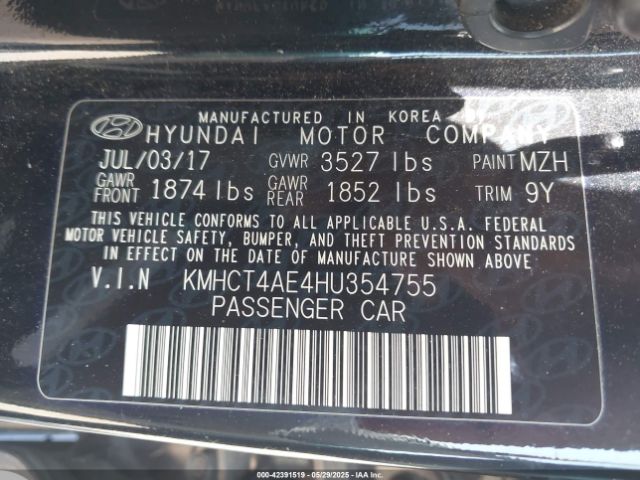 MANUFACTURED IN KOREA BY
HYUNDAI MOTOR COMPANY
JUL/03/17 GVWR 3527 lbs PAINT MZH
GAWR FRONT 1874 lbs GAWR REAR 1852 lbs TRIM 9Y
THIS VEHICLE CONFORMS TO ALL APPLICABLE U.S.A. FEDERAL
MOTOR VEHICLE SAFETY, BUMPER, AND THEFT PREVENTION STANDARDS
IN EFFECT ON THE DATE OF MANUFACTURE SHOWN ABOVE.
V.I.N KMHCT4AE4HU354755
PASSENGER CAR
000-42391519 - 05/29/2025 - IAAI.COM